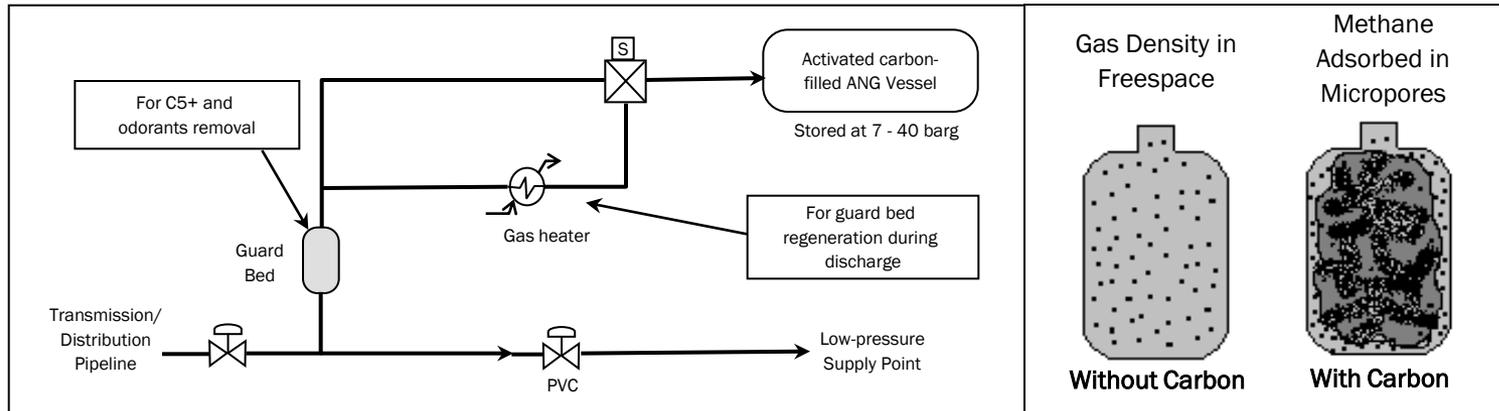 For C5+ and
odorants removal
S
Activated carbon-
filled ANG Vessel
Stored at 7 - 40 barg
Gas heater
For guard bed
regeneration during
discharge
Guard
Bed
Transmission/
Distribution
Pipeline
PVC
Low-pressure
Supply Point
Gas Density in
Freespace
Methane
Adsorbed in
Micropores
Without Carbon
With Carbon